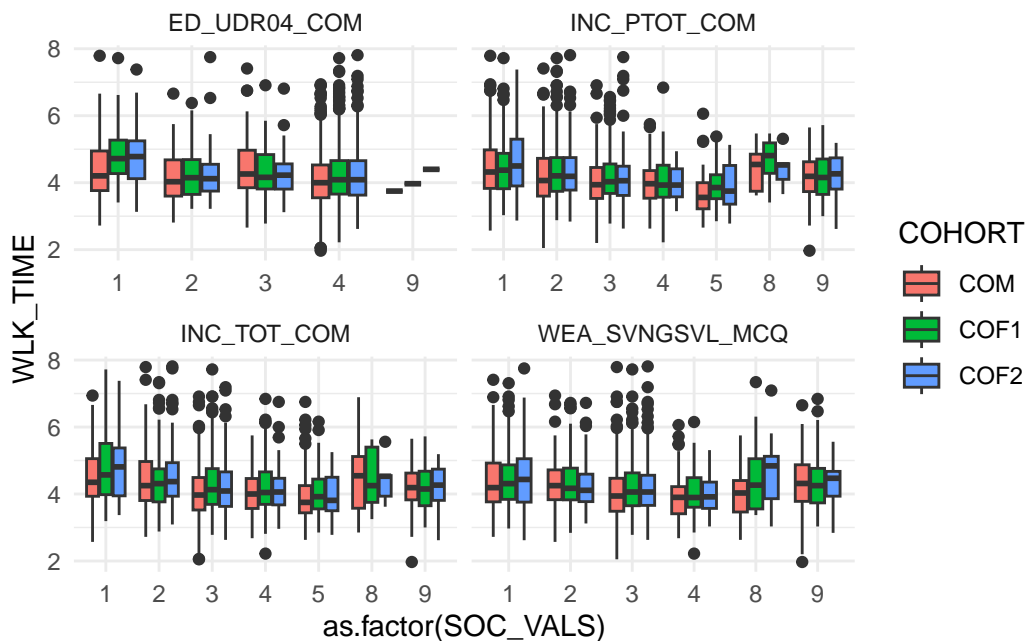 ED_UDR04_COM
INC_PTOT_COM
8
6
4
2
1 2 3 4 9
1 2 3 4 5 8 9
INC_TOT_COM
WEA_SVNGSVL_MCQ
8
6
4
2
1 2 3 4 5 8 9
1 2 3 4 8 9
WLK_TIME
as.factor(SOC_VALS)
COHORT
COM
COF1
COF2